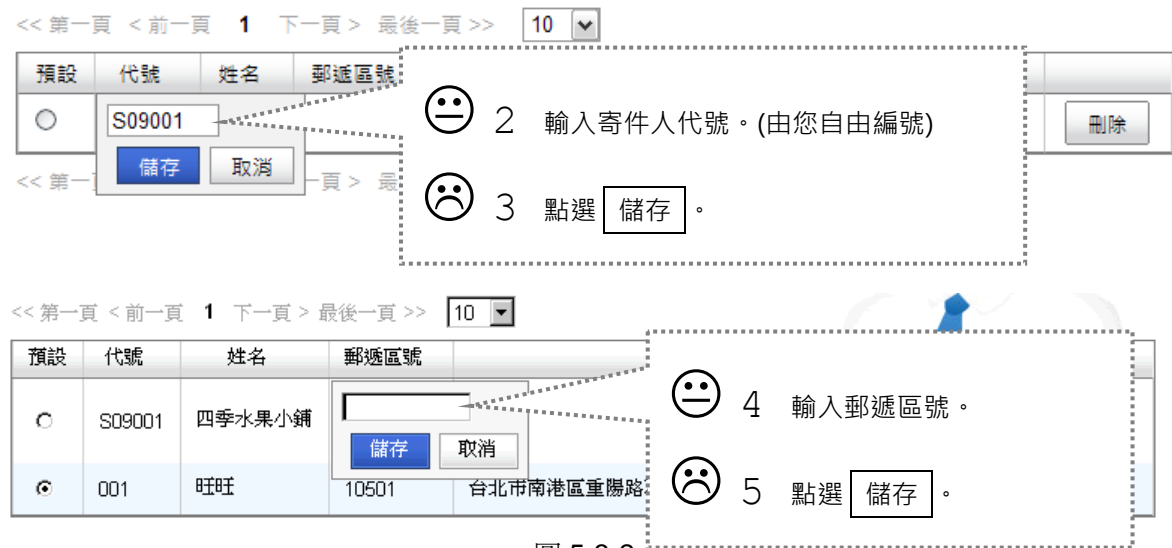 << 第一頁 < 前一頁 1 下一頁 > 最後一頁 >> 10
預設 代號 姓名 郵遞區號
S09001
儲存 取消
刪除
2 輸入寄件人代號。(由您自由編號)
3 點選 儲存 。
<< 第一 一頁 >
<< 第一頁 < 前一頁 1 下一頁 > 最後一頁 >> 10
預設 代號 姓名 郵遞區號
S09001 四季水果小鋪
儲存 取消
001 旺旺 10501 台北市南港區重陽路
4 輸入郵遞區號。
5 點選 儲存 。